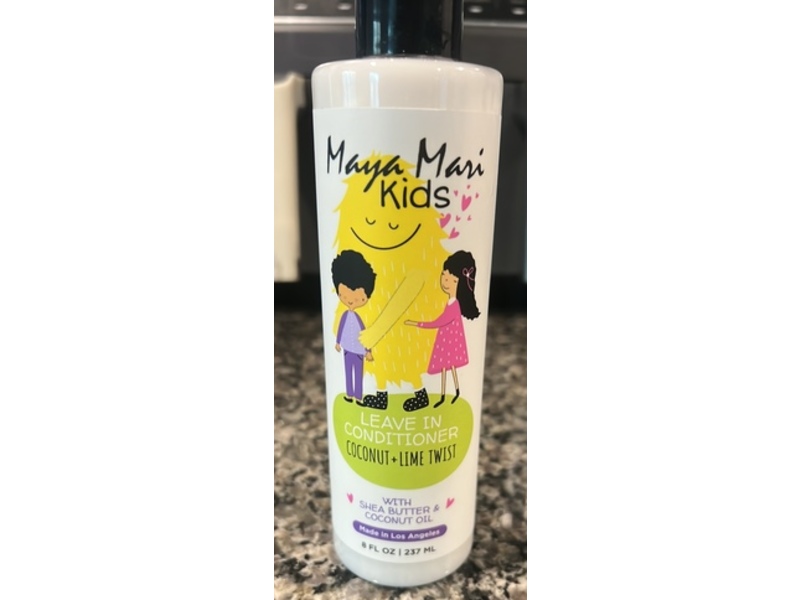 Maya Mari
Kids
LEAVE IN
CONDITIONER
COCONUT + LIME TWIST
WITH
SHEA BUTTER &
COCONUT OIL
Made in Los Angeles
8 FL OZ | 237 ML